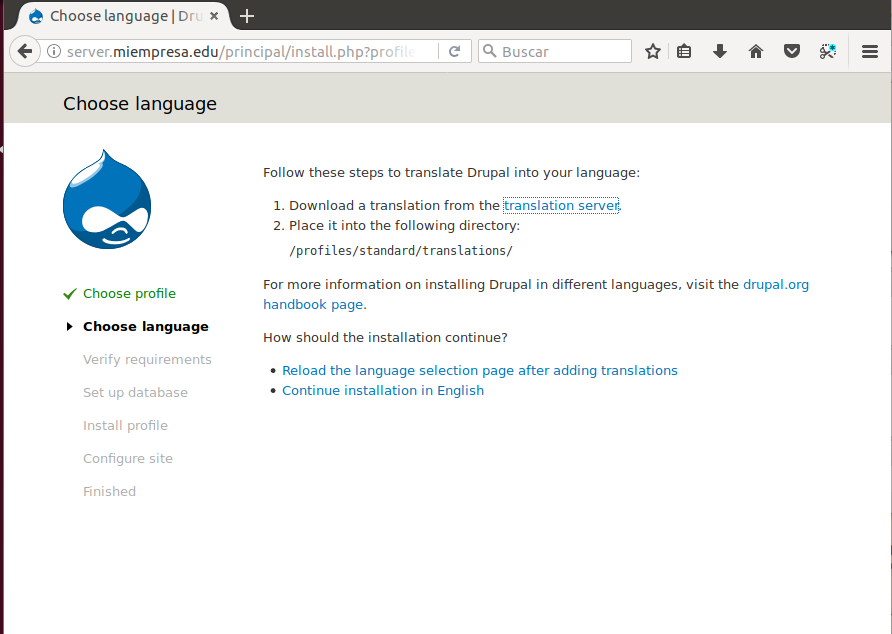 Choose language | Dru
server.miempresa.edu/principal/install.php?profile
Buscar
Choose language
Follow these steps to translate Drupal into your language:
1. Download a translation from the translation server.
2. Place it into the following directory:
/profiles/standard/translations/
For more information on installing Drupal in different languages, visit the drupal.org
handbook page.
How should the installation continue?
• Reload the language selection page after adding translations
• Continue installation in English
Choose profile
Choose language
Verify requirements
Set up database
Install profile
Configure site
Finished